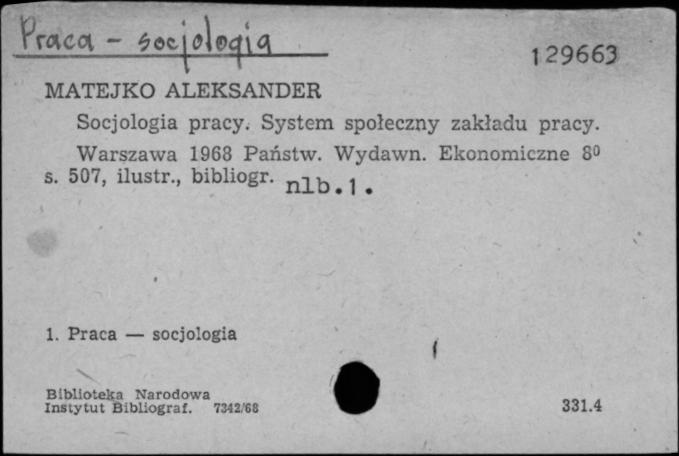 Praca - socjologia
129663
MATEJKO ALEKSANDER
Socjologia pracy. System społeczny zakładu pracy.
Warszawa 1968 Państw. Wydawn. Ekonomiczne 8⁰
s. 507, ilustr., bibliogr. nlb.1.
1. Praca — socjologia
Biblioteka Narodowa
Instytut Bibliograf. 7342/68
331.4